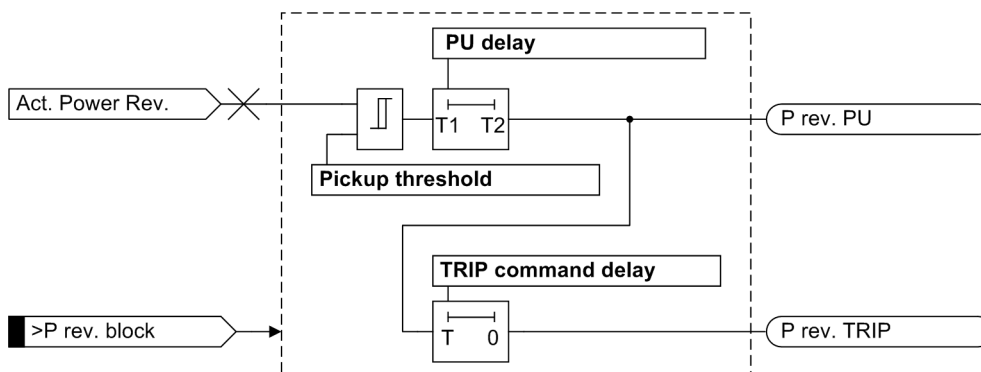 PU delay
Act. Power Rev.
T1 T2
P rev. PU
Pickup threshold
TRIP command delay
>P rev. block
T 0
P rev. TRIP